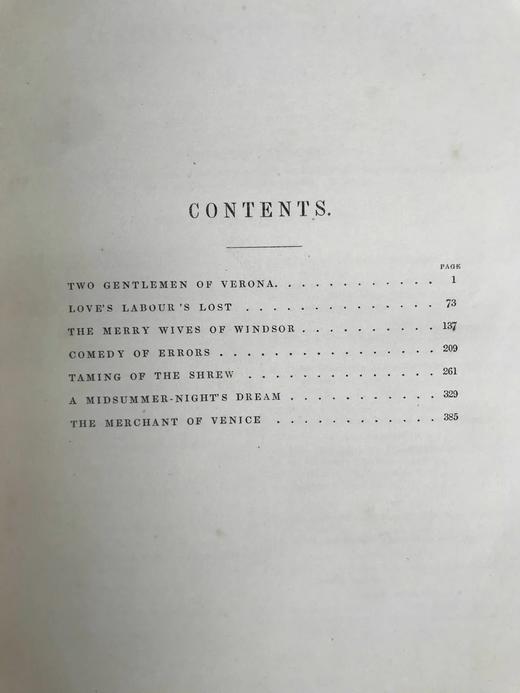 CONTENTS.
PAGE
TWO GENTLEMEN OF VERONA. . . . . . . . . . . . 1
LOVE'S LABOUR'S LOST . . . . . . . . . . . . . . 73
THE MERRY WIVES OF WINDSOR . . . . . . . . . . 137
COMEDY OF ERRORS . . . . . . . . . . . . . . . . 209
TAMING OF THE SHREW . . . . . . . . . . . . . . 261
A MIDSUMMER-NIGHT'S DREAM . . . . . . . . . . . 329
THE MERCHANT OF VENICE . . . . . . . . . . . . 385